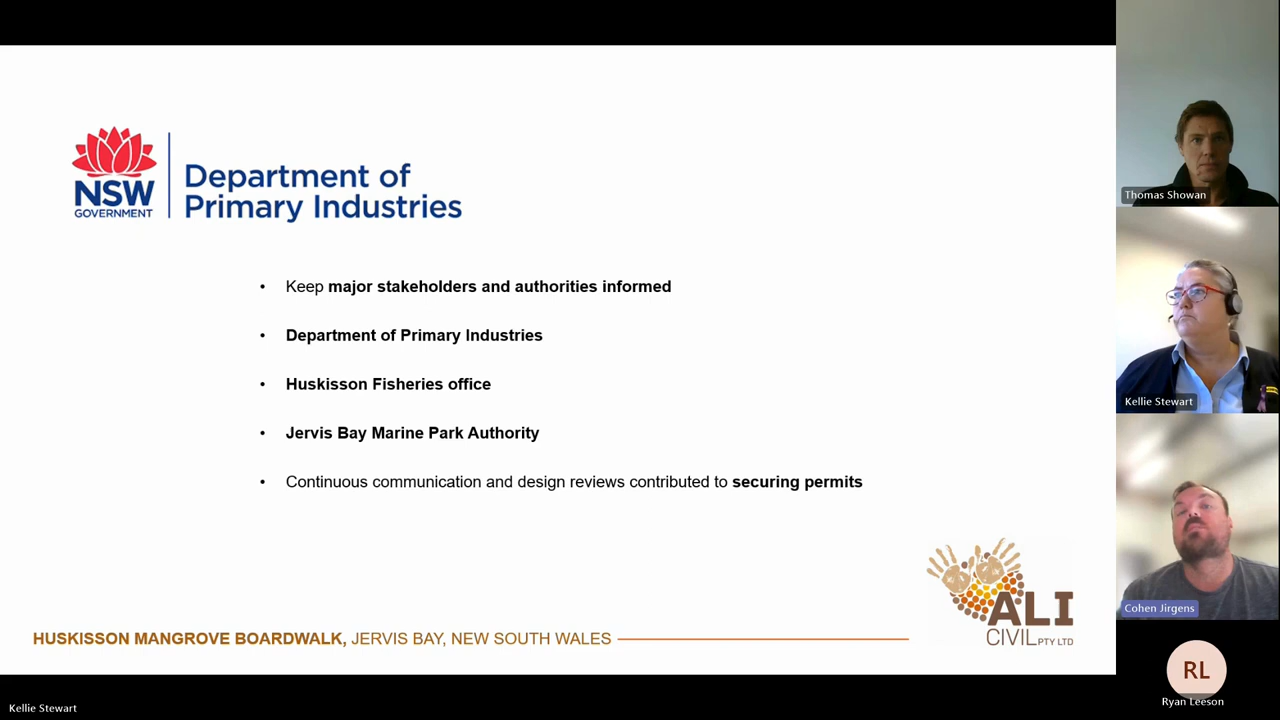 NSW
GOVERNMENT
Department of
Primary Industries
• Keep major stakeholders and authorities informed
• Department of Primary Industries
• Huskisson Fisheries office
• Jervis Bay Marine Park Authority
• Continuous communication and design reviews contributed to securing permits
HUSKISSON MANGROVE BOARDWALK, JERVIS BAY, NEW SOUTH WALES
ALI
CIVIL PTY LTD
Kellie Stewart
Thomas Showan
Kellie Stewart
Cohen Jirgens
RL
Ryan Leeson